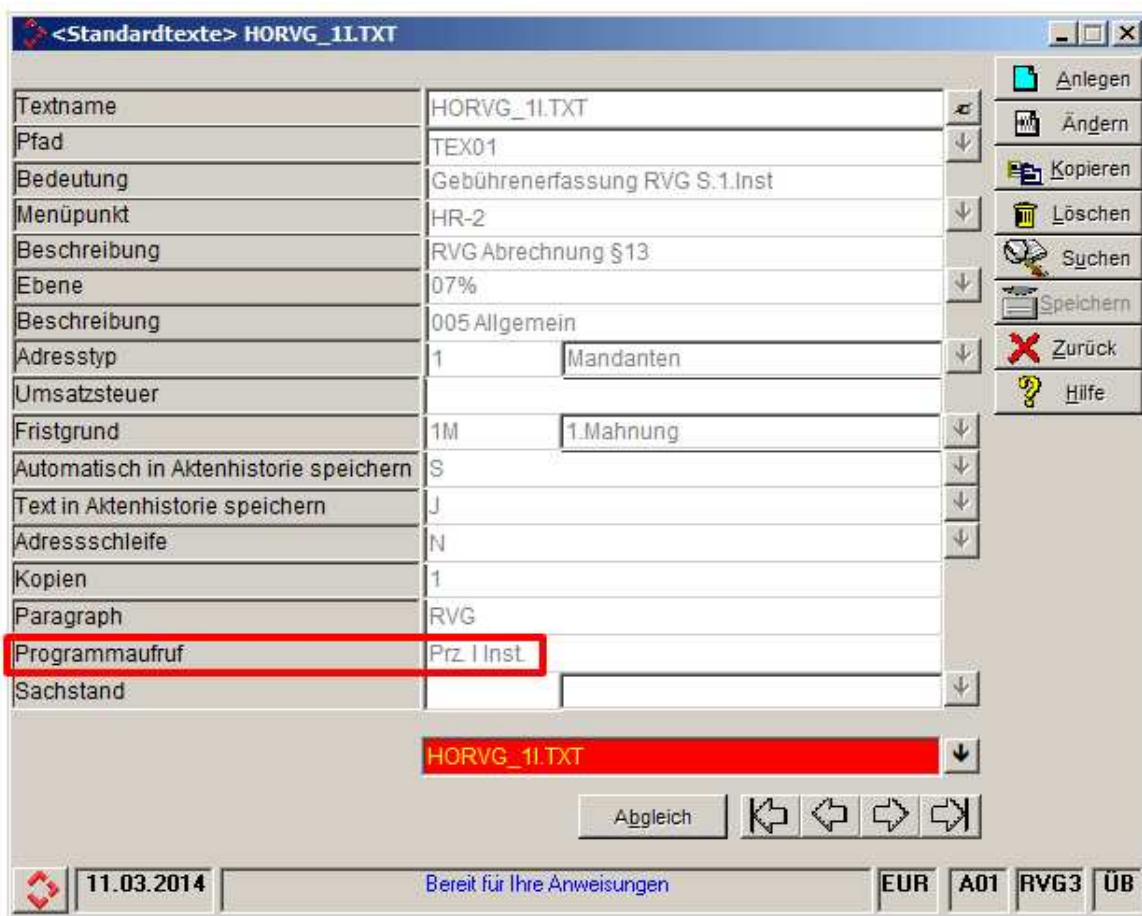 <Standardtexte> HORVG_1I.TXT
Anlegen
Textname HORVG_1I.TXT
Ändern
Pfad TEX01
Bedeutung Gebührenerfassung RVG S.1.Inst
Kopieren
Menüpunkt HR-2
Löschen
Beschreibung RVG Abrechnung §13
Suchen
Ebene 07%
Speichern
Beschreibung 005 Allgemein
Adresstyp 1 Mandanten
Zurück
Umsatzsteuer
Hilfe
Fristgrund 1M 1.Mahnung
Automatisch in Aktenhistorie speichern S
Text in Aktenhistorie speichern J
Adressschleife N
Kopien 1
Paragraph RVG
Programmaufruf Prz. I Inst.
Sachstand
HORVG_1I.TXT
Abgleich
11.03.2014 Bereit für Ihre Anweisungen EUR A01 RVG3 ÜB